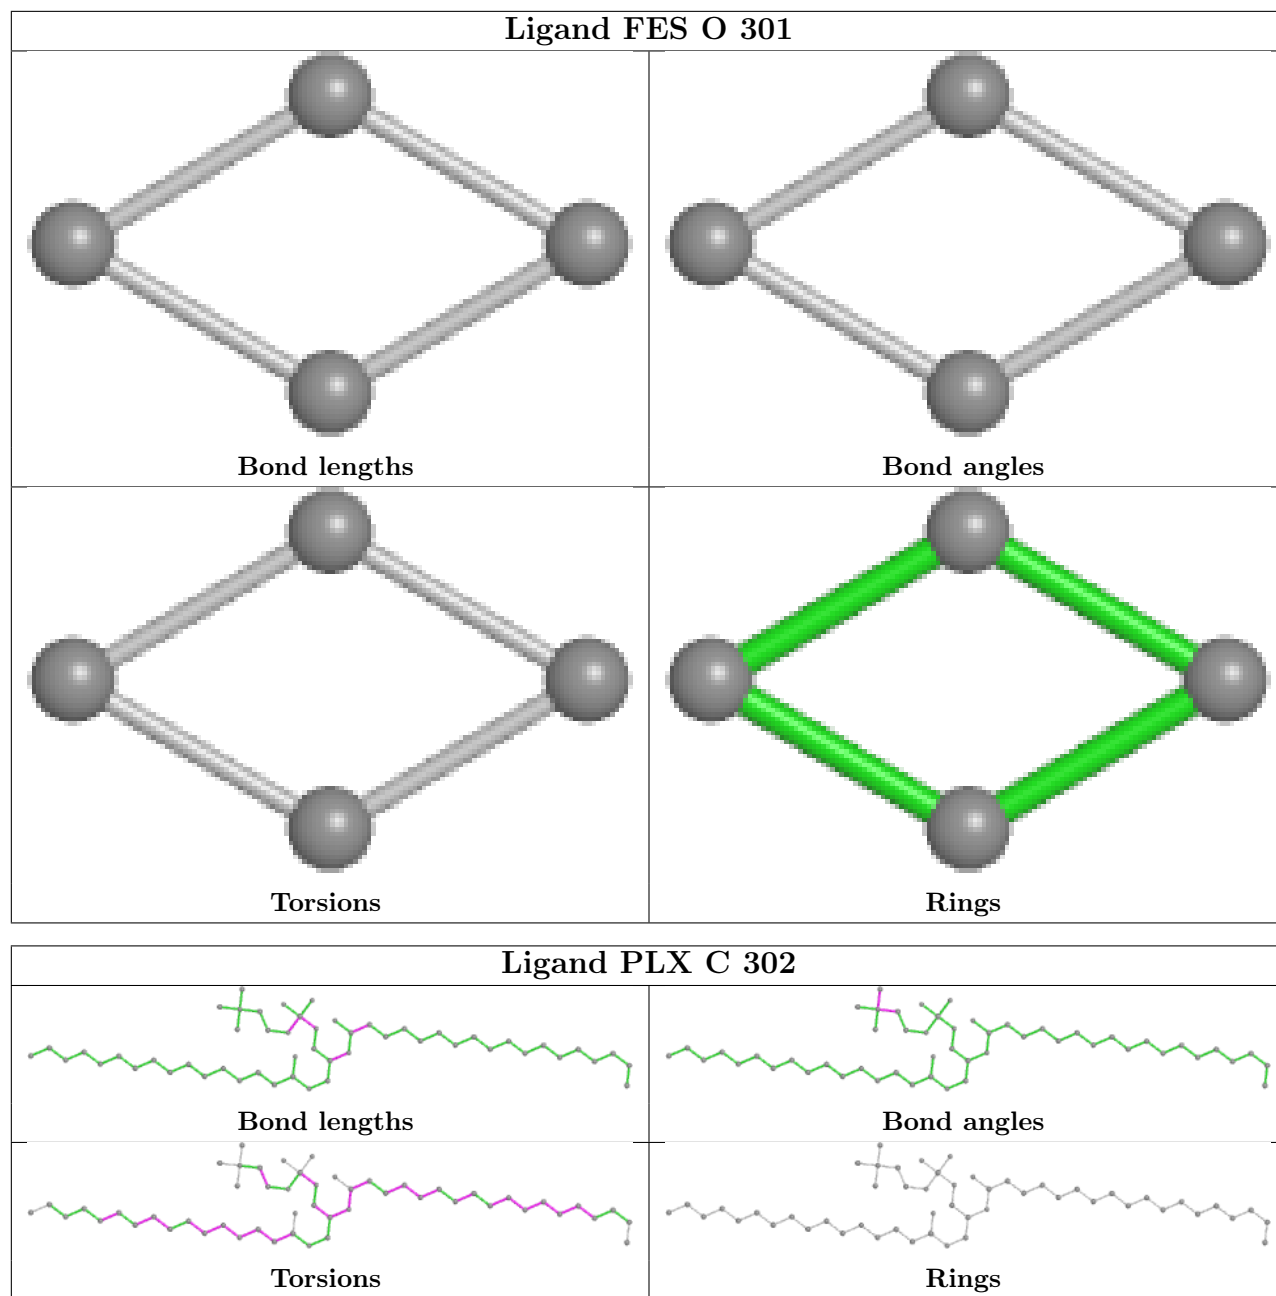 Ligand FES O 301
Bond lengths
Bond angles
Torsions
Rings
Ligand PLX C 302
Bond lengths
Bond angles
Torsions
Rings